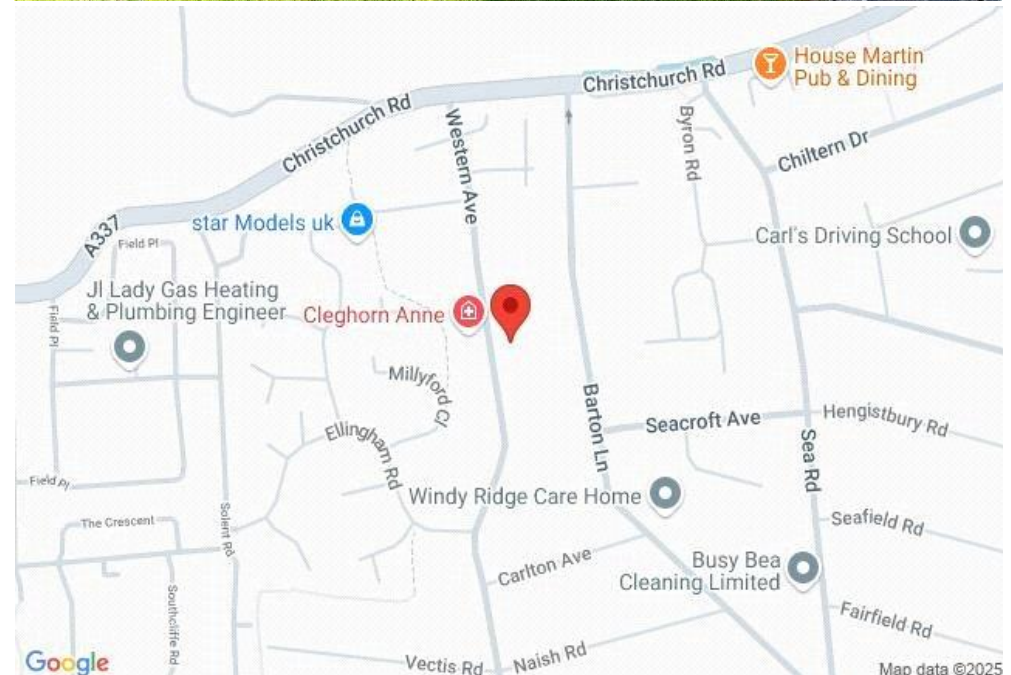 House Martin
Pub & Dining
Christchurch Rd
Christchurch Rd
Western Ave
Byron Rd
Chiltern Dr
star Models uk
A337
Field Pl
Carl's Driving School
Jl Lady Gas Heating
& Plumbing Engineer
Cleghorn Anne
Field Pl
Millyford Cl
Barton Ln
Seacroft Ave
Hengistbury Rd
Ellingham Rd
Sea Rd
Field Pl
Windy Ridge Care Home
The Crescent
Solent Rd
Seafield Rd
Carlton Ave
Busy Bea
Cleaning Limited
Southcliffe Rd
Fairfield Rd
Google
Vectis Rd
Naish Rd
Map data ©2025